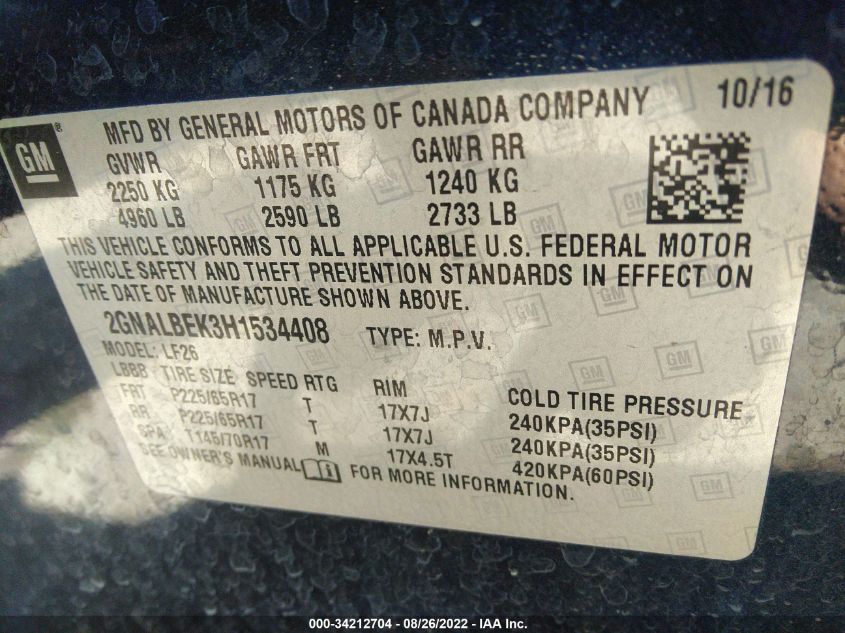 10/16
GM ® MFD BY GENERAL MOTORS OF CANADA COMPANY
GVWR GAWR FRT GAWR RR
2250 KG 1175 KG 1240 KG
4960 LB 2590 LB 2733 LB
THIS VEHICLE CONFORMS TO ALL APPLICABLE U.S. FEDERAL MOTOR
VEHICLE SAFETY AND THEFT PREVENTION STANDARDS IN EFFECT ON
THE DATE OF MANUFACTURE SHOWN ABOVE.
2GNALBEK3H1534408 TYPE: M.P.V.
MODEL: LF26
LBBB TIRE SIZE SPEED RTG RIM COLD TIRE PRESSURE
FRT P225/65R17 T 17X7J 240KPA(35PSI)
RR P225/65R17 T 17X7J 240KPA(35PSI)
SPA T145/70R17 M 17X4.5T 420KPA(60PSI)
SEE OWNER'S MANUAL FOR MORE INFORMATION.
000-34212704 - 08/26/2022 - IAA Inc.